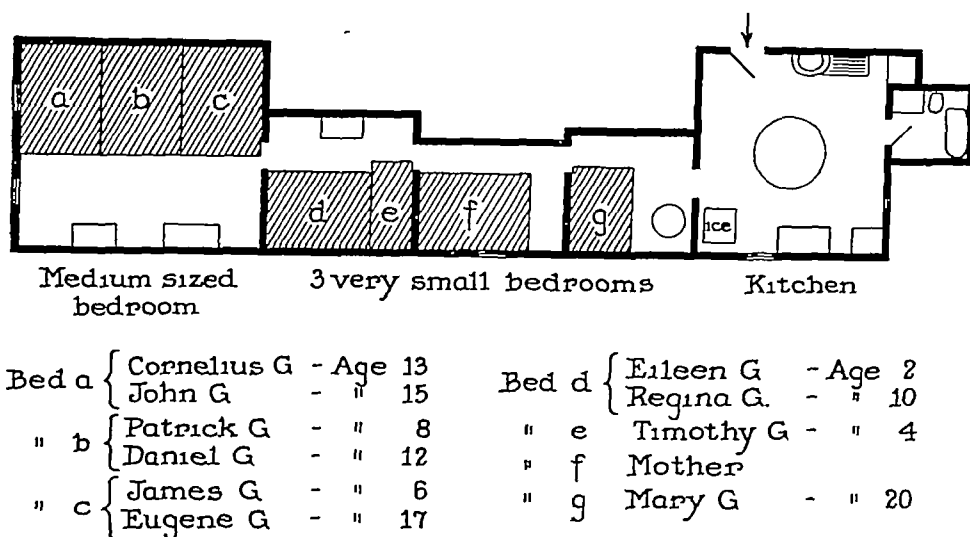 a b c
d e f g
ice
Medium sized
bedroom
3 very small bedrooms
Kitchen
Bed a { Cornelius G - Age 13
John G - " 15
" b { Patrick G - " 8
Daniel G - " 12
" c { James G - " 6
Eugene G - " 17
Bed d { Eileen G - Age 2
Regina G. - " 10
" e Timothy G - " 4
" f Mother
" g Mary G - " 20